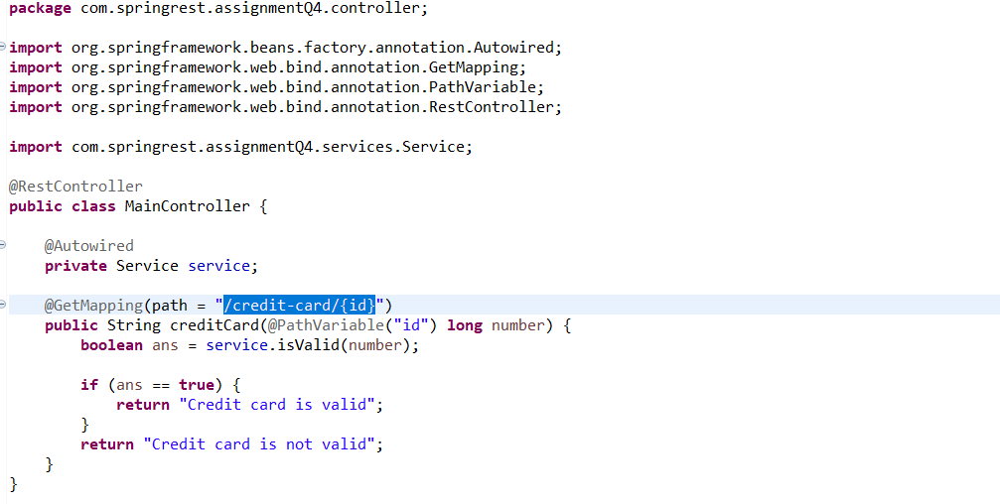 package com.springrest.assignmentQ4.controller;
import org.springframework.beans.factory.annotation.Autowired;
import org.springframework.web.bind.annotation.GetMapping;
import org.springframework.web.bind.annotation.PathVariable;
import org.springframework.web.bind.annotation.RestController;
import com.springrest.assignmentQ4.services.Service;
@RestController
public class MainController {
@Autowired
private Service service;
@GetMapping(path = "/credit-card/{id}")
public String creditCard(@PathVariable("id") long number) {
boolean ans = service.isValid(number);
if (ans == true) {
return "Credit card is valid";
}
return "Credit card is not valid";
}
}